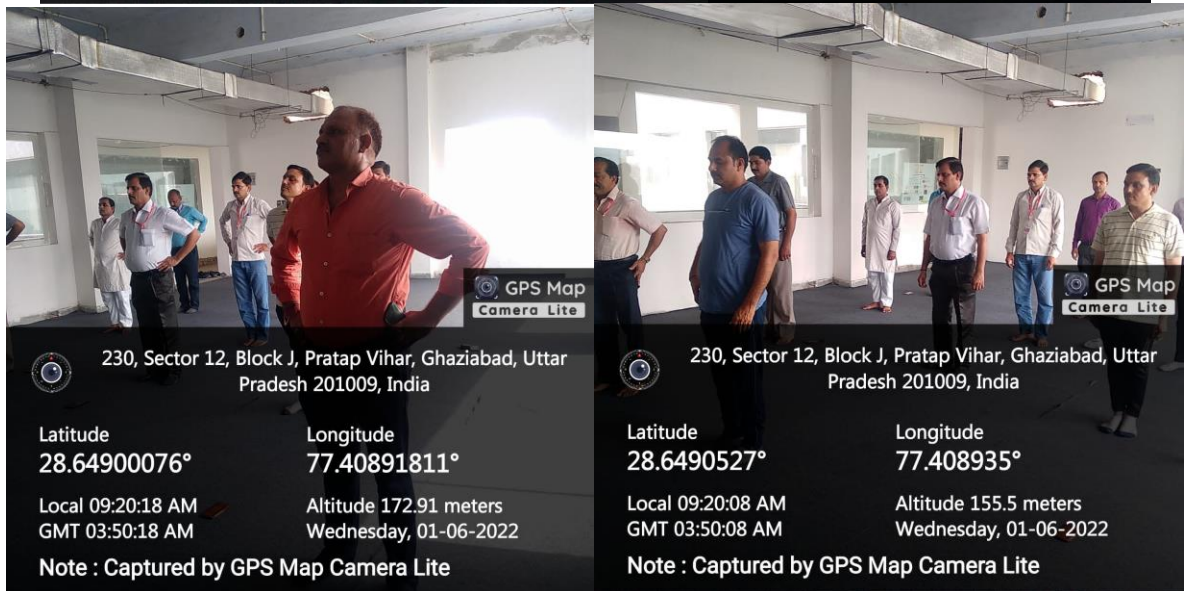 GPS Map
Camera Lite
230, Sector 12, Block J, Pratap Vihar, Ghaziabad, Uttar
Pradesh 201009, India
Latitude
28.64900076°
Longitude
77.40891811°
Local 09:20:18 AM
GMT 03:50:18 AM
Altitude 172.91 meters
Wednesday, 01-06-2022
Note : Captured by GPS Map Camera Lite
GPS Map
Camera Lite
230, Sector 12, Block J, Pratap Vihar, Ghaziabad, Uttar
Pradesh 201009, India
Latitude
28.6490527°
Longitude
77.408935°
Local 09:20:08 AM
GMT 03:50:08 AM
Altitude 155.5 meters
Wednesday, 01-06-2022
Note : Captured by GPS Map Camera Lite